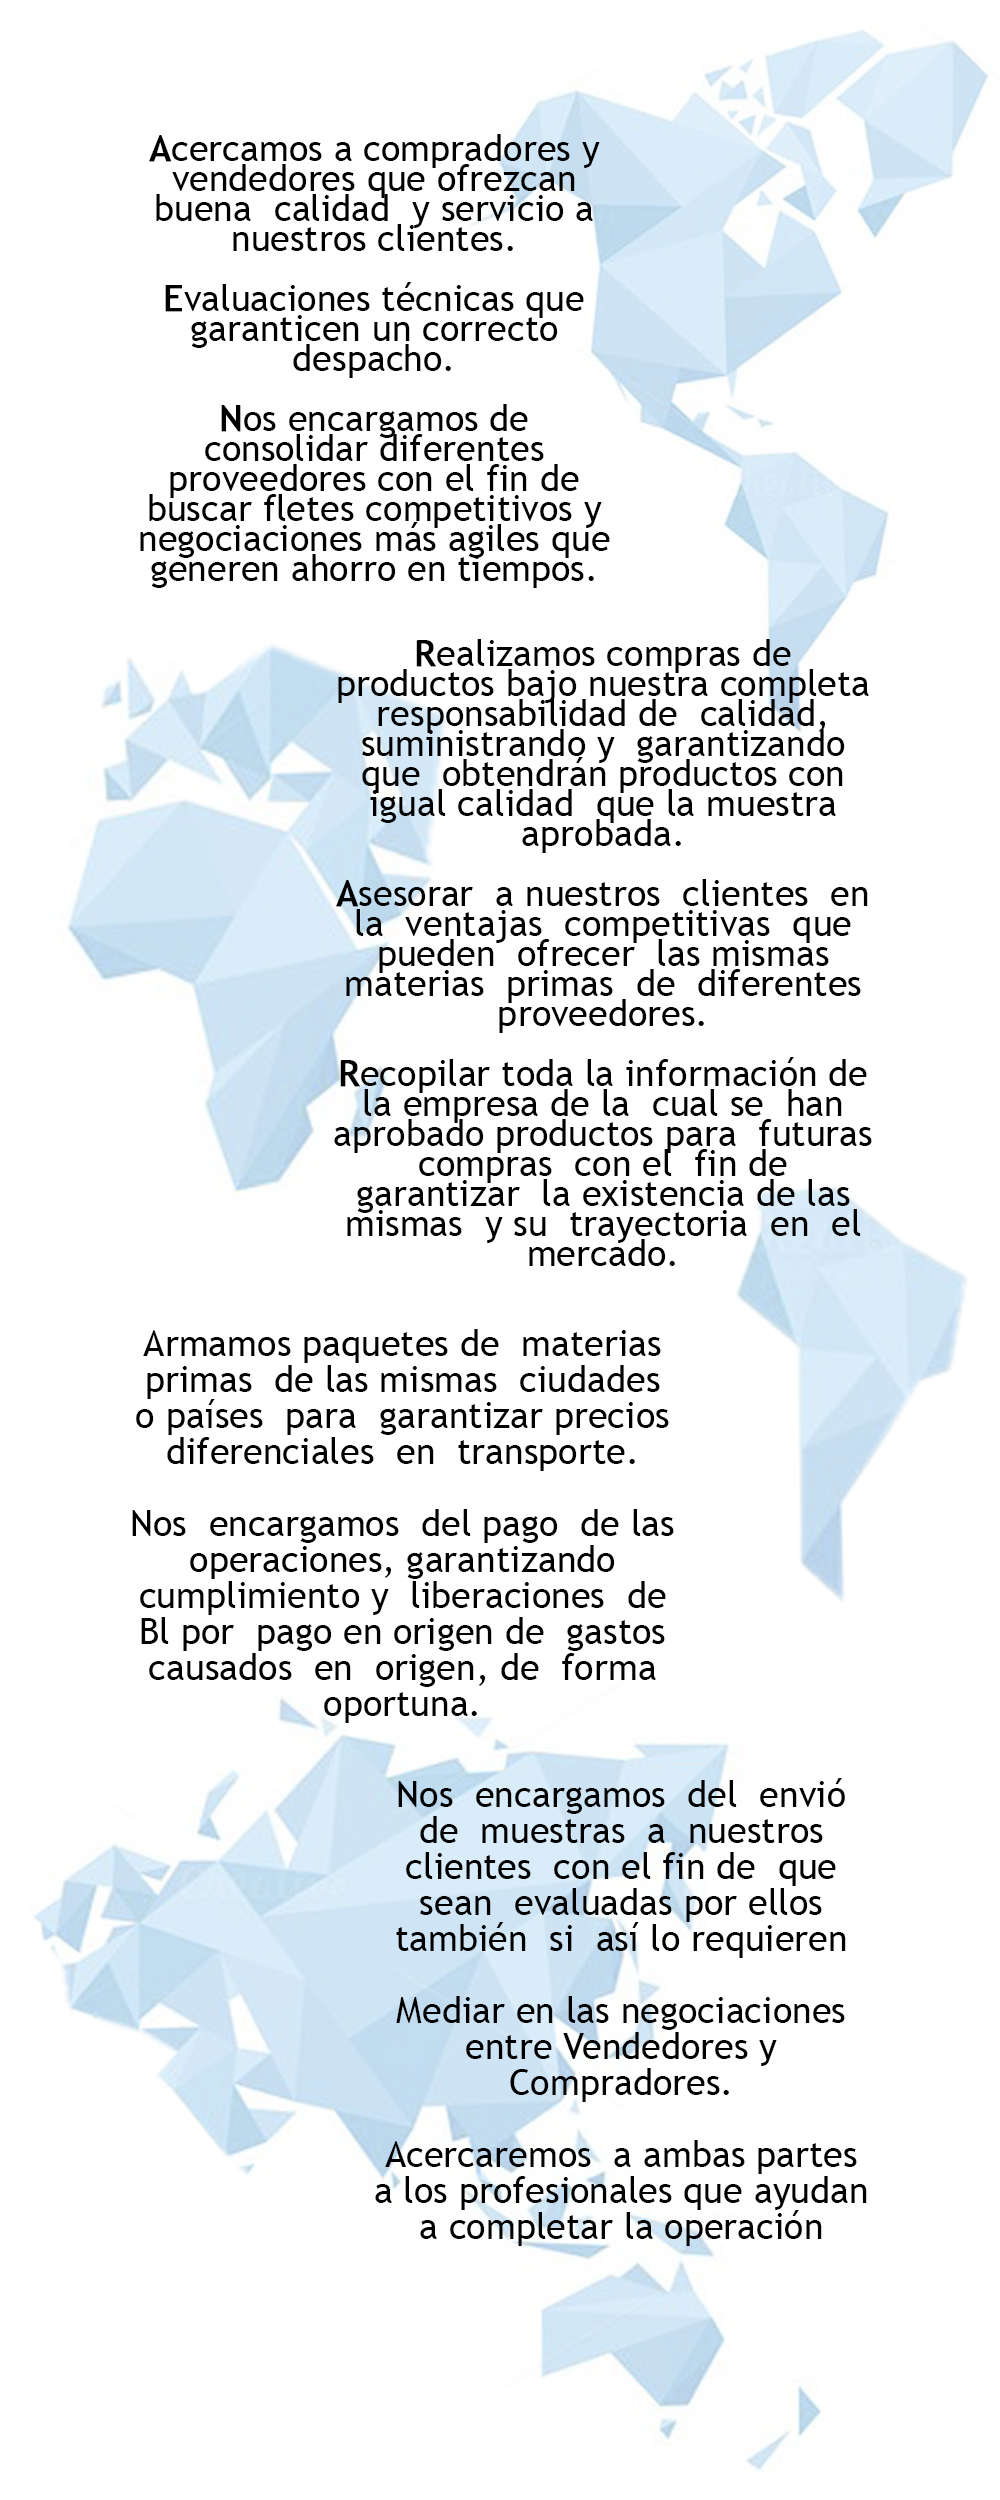 Acercamos a compradores y
vendedores que ofrezcan
buena calidad y servicio a
nuestros clientes.
Evaluaciones técnicas que
garanticen un correcto
despacho.
Nos encargamos de
consolidar diferentes
proveedores con el fin de
buscar fletes competitivos y
negociaciones más agiles que
generen ahorro en tiempos.
Realizamos compras de
productos bajo nuestra completa
responsabilidad de calidad,
suministrando y garantizando
que obtendrán productos con
igual calidad que la muestra
aprobada.
Asesorar a nuestros clientes en
la ventajas competitivas que
pueden ofrecer las mismas
materias primas de diferentes
proveedores.
Recopilar toda la información de
la empresa de la cual se han
aprobado productos para futuras
compras con el fin de
garantizar la existencia de las
mismas y su trayectoria en el
mercado.
Armamos paquetes de materias
primas de las mismas ciudades
o países para garantizar precios
diferenciales en transporte.
Nos encargamos del pago de las
operaciones, garantizando
cumplimiento y liberaciones de
Bl por pago en origen de gastos
causados en origen, de forma
oportuna.
Nos encargamos del envió
de muestras a nuestros
clientes con el fin de que
sean evaluadas por ellos
también si así lo requieren
Mediar en las negociaciones
entre Vendedores y
Compradores.
Acercaremos a ambas partes
a los profesionales que ayudan
a completar la operación